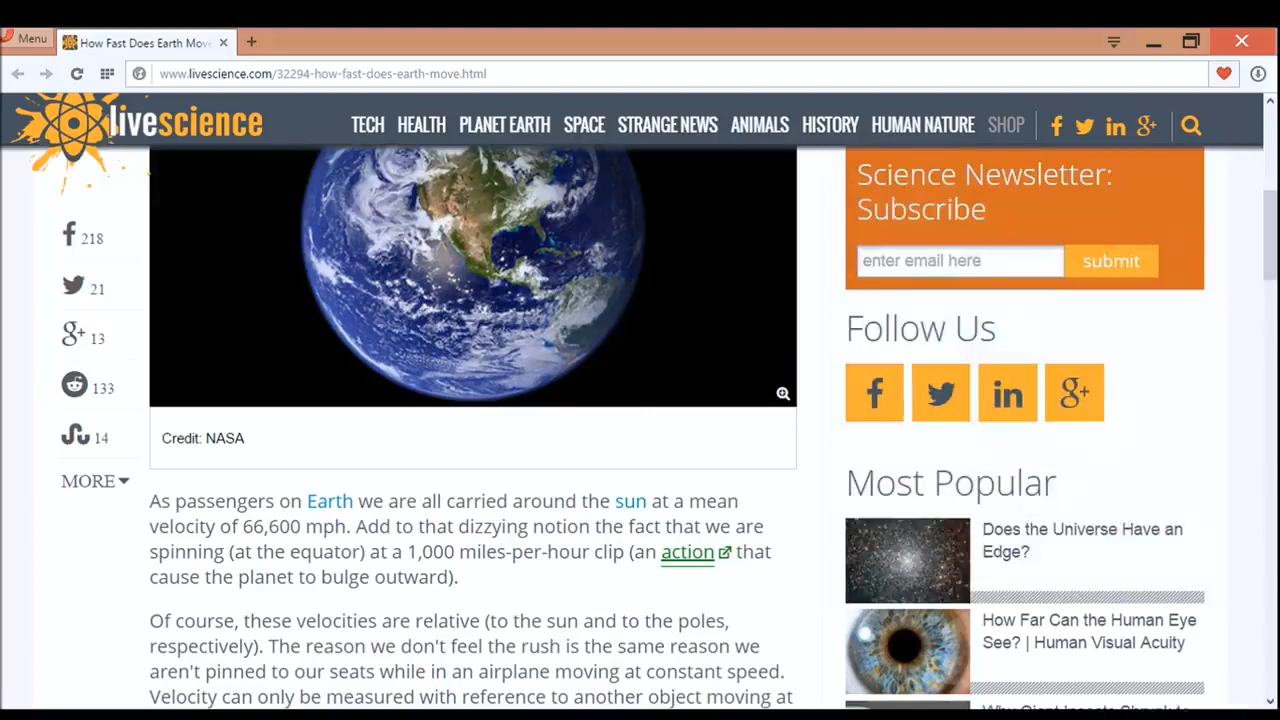 Menu
How Fast Does Earth Move
www.livescience.com/32294-how-fast-does-earth-move.html
livescience
TECH HEALTH PLANET EARTH SPACE STRANGE NEWS ANIMALS HISTORY HUMAN NATURE SHOP
218
21
13
133
14
MORE
Credit: NASA
As passengers on Earth we are all carried around the sun at a mean
velocity of 66,600 mph. Add to that dizzying notion the fact that we are
spinning (at the equator) at a 1,000 miles-per-hour clip (an action that
cause the planet to bulge outward).
Of course, these velocities are relative (to the sun and to the poles,
respectively). The reason we don't feel the rush is the same reason we
aren't pinned to our seats while in an airplane moving at constant speed.
Velocity can only be measured with reference to another object moving at
Science Newsletter:
Subscribe
enter email here
submit
Follow Us
Most Popular
Does the Universe Have an
Edge?
How Far Can the Human Eye
See? | Human Visual Acuity